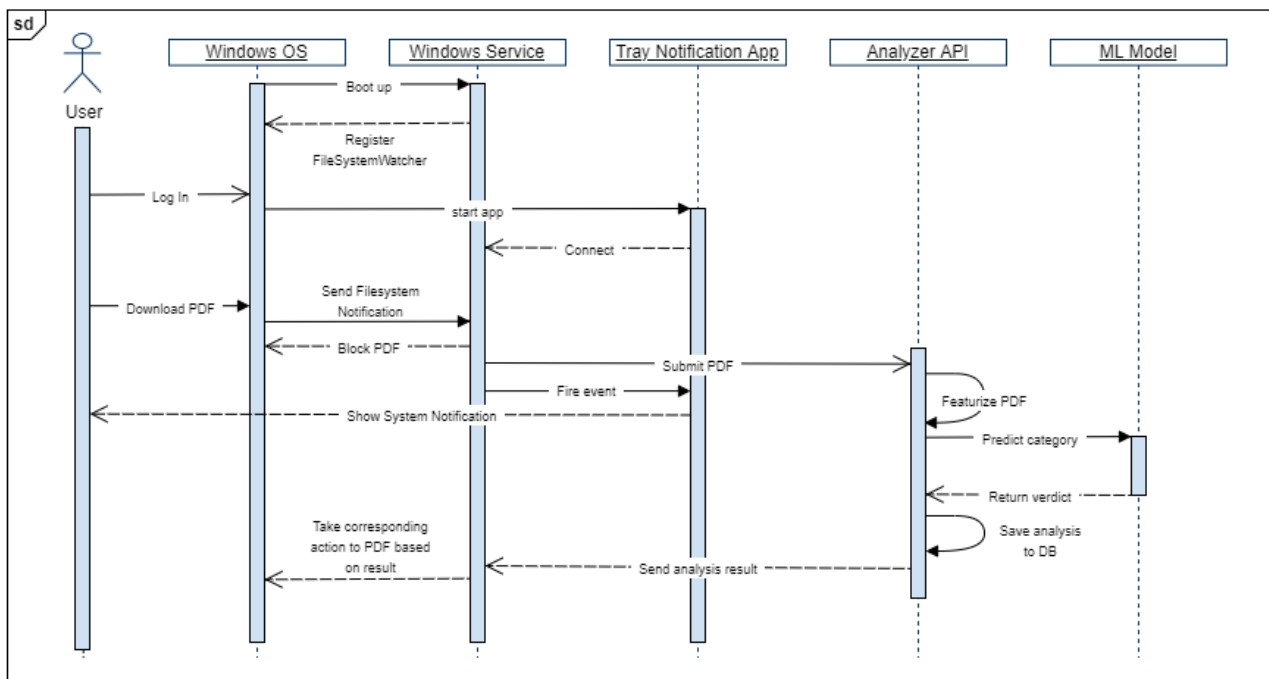 sd
Windows OS
Windows Service
Tray Notification App
Analyzer API
ML Model
User
Boot up
Register
FileSystemWatcher
Log In
start app
Connect
Send Filesystem
Notification
Download PDF
Block PDF
Submit PDF
Fire event
Featurize PDF
Show System Notification
Predict category
Return verdict
Take corresponding
action to PDF based
on result
Save analysis
to DB
Send analysis result